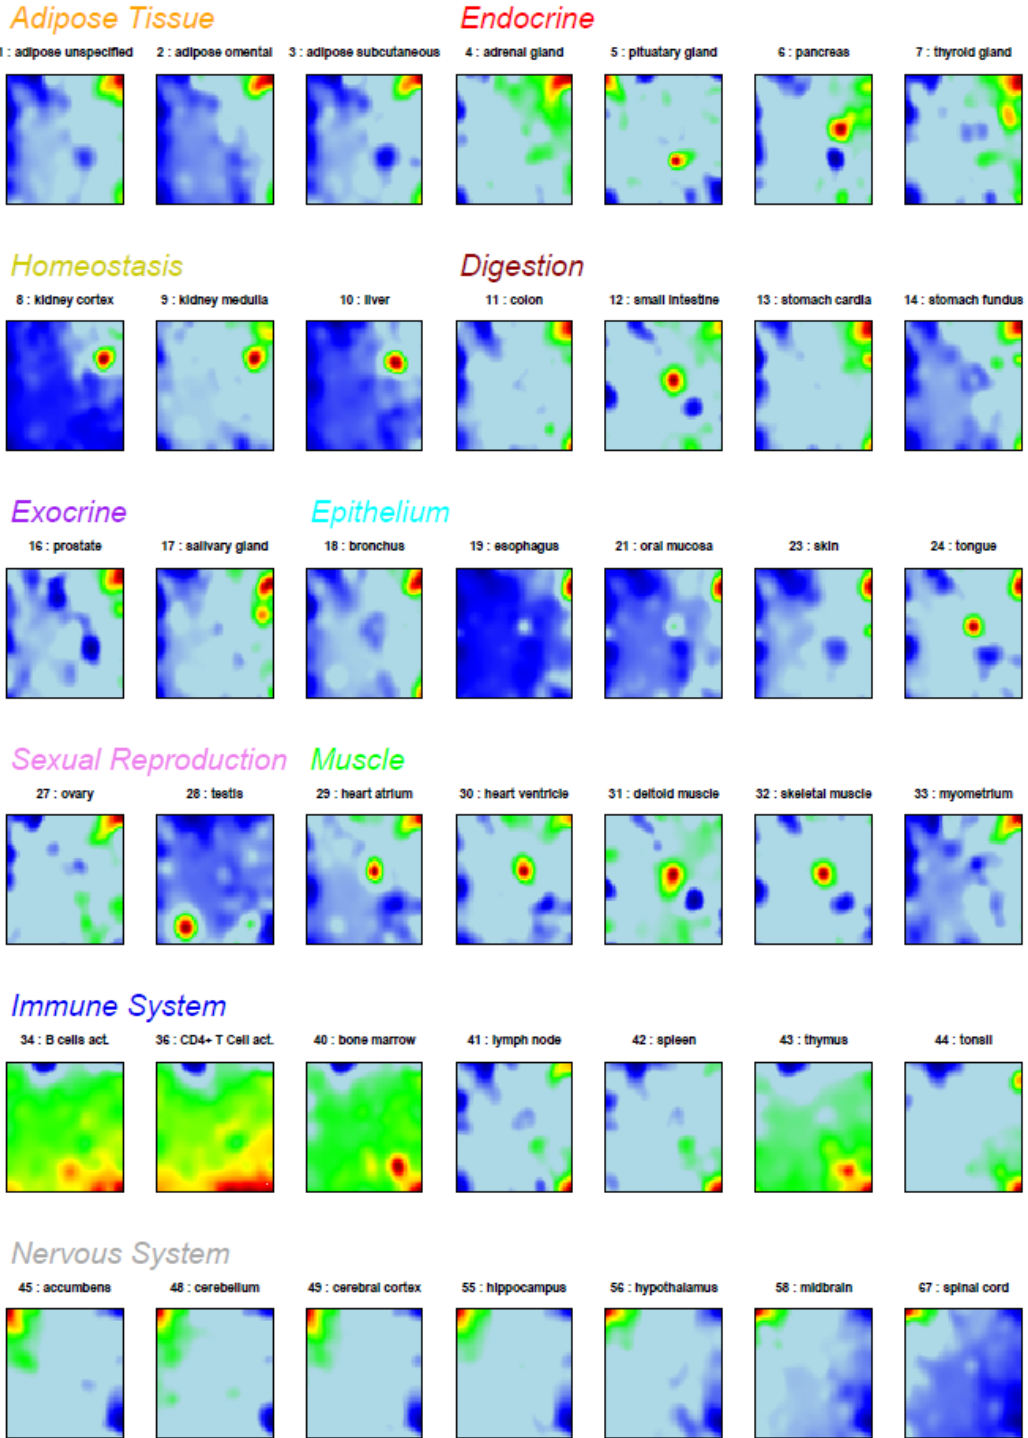 Adipose Tissue Endocrine
1 : adipose unspecified 2 : adipose omental 3 : adipose subcutaneous 4 : adrenal gland 5 : pituatary gland 6 : pancreas 7 : thyroid gland
Homeostasis Digestion
8 : kidney cortex 9 : kidney medulla 10 : liver 11 : colon 12 : small intestine 13 : stomach cardia 14 : stomach fundus
Exocrine Epithelium
16 : prostate 17 : salivary gland 18 : bronchus 19 : esophagus 21 : oral mucosa 23 : skin 24 : tongue
Sexual Reproduction Muscle
27 : ovary 28 : testis 29 : heart atrium 30 : heart ventricle 31 : deltoid muscle 32 : skeletal muscle 33 : myometrium
Immune System
34 : B cells act. 36 : CD4+ T Cell act. 40 : bone marrow 41 : lymph node 42 : spleen 43 : thymus 44 : tonsil
Nervous System
45 : accumbens 48 : cerebellum 49 : cerebral cortex 55 : hippocampus 56 : hypothalamus 58 : midbrain 67 : spinal cord